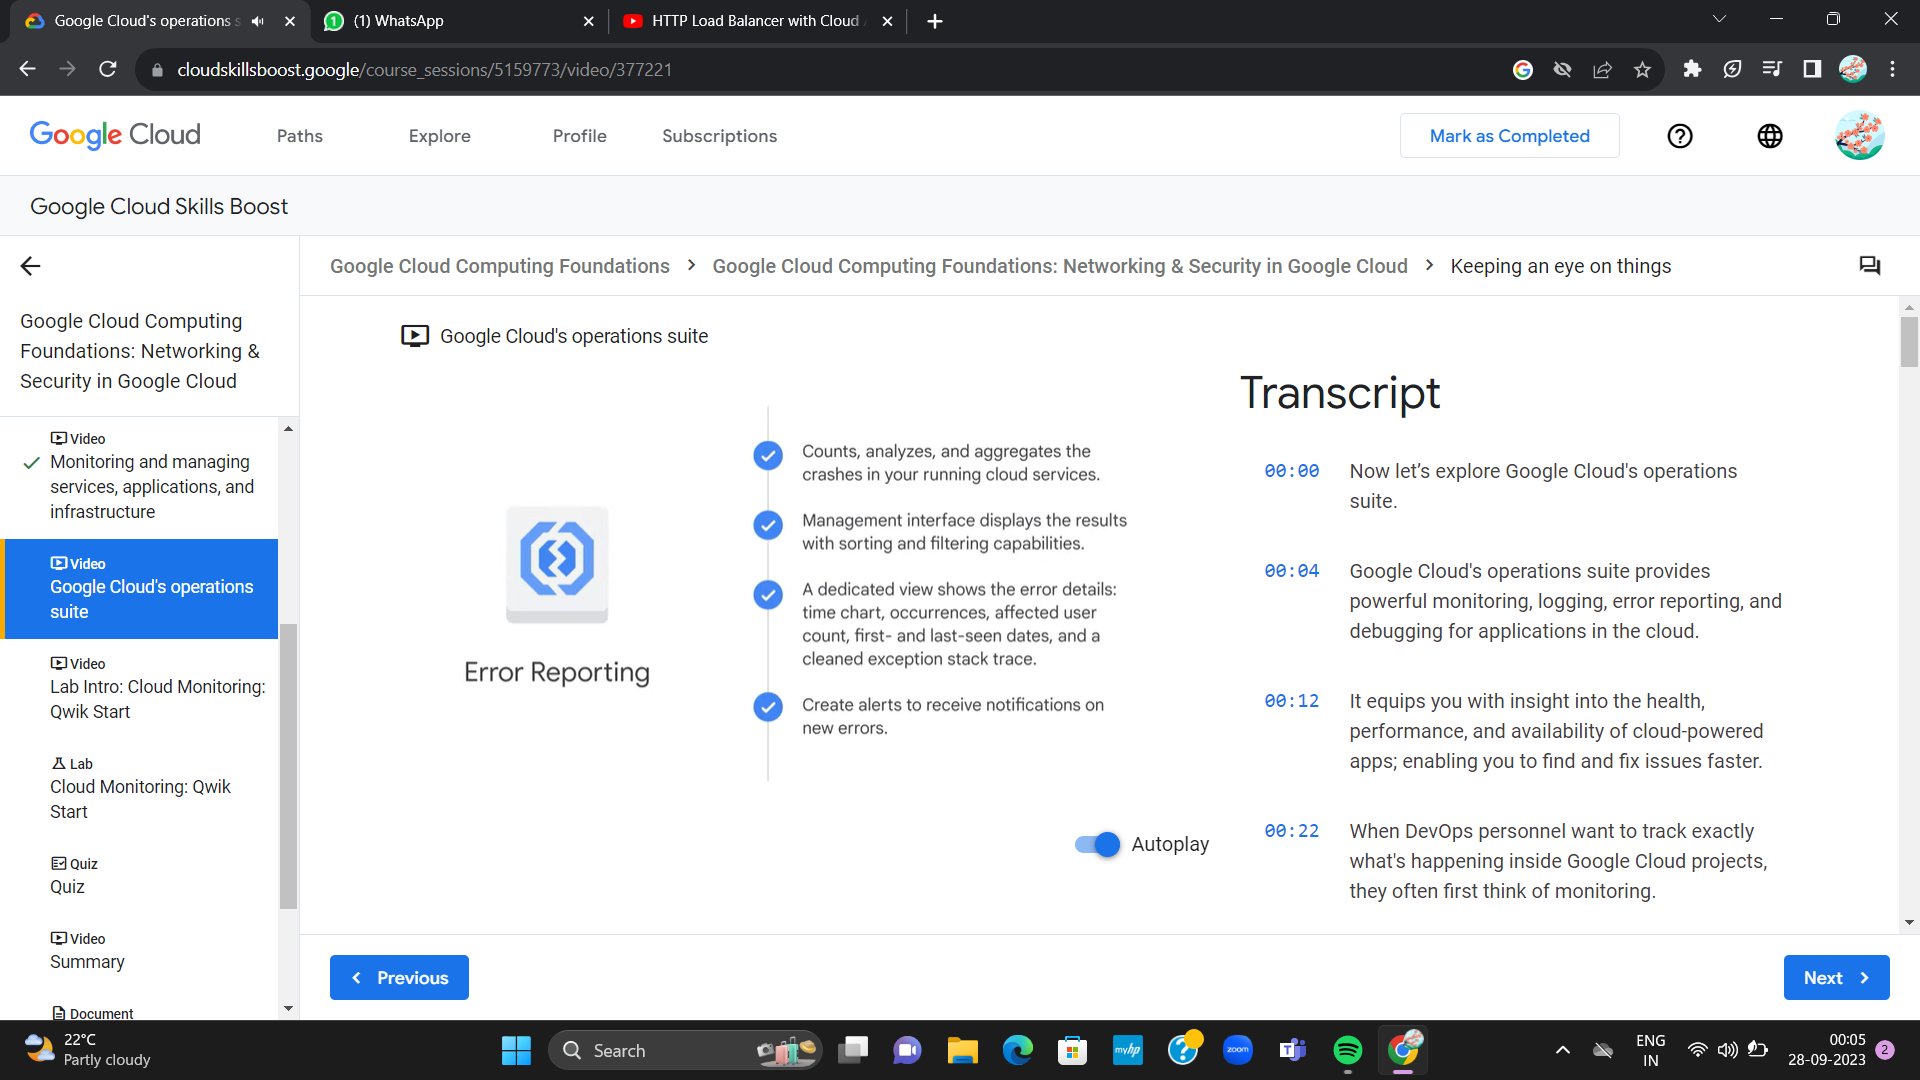 Google Cloud's operations s
(1) WhatsApp
HTTP Load Balancer with Cloud
cloudskillsboost.google/course_sessions/5159773/video/377221
Google Cloud
Paths
Explore
Profile
Subscriptions
Mark as Completed
Google Cloud Skills Boost
Google Cloud Computing Foundations
Google Cloud Computing Foundations: Networking & Security in Google Cloud
Keeping an eye on things
Google Cloud Computing
Foundations: Networking &
Security in Google Cloud
Video
Monitoring and managing
services, applications, and
infrastructure
Video
Google Cloud's operations
suite
Video
Lab Intro: Cloud Monitoring:
Qwik Start
Lab
Cloud Monitoring: Qwik
Start
Quiz
Quiz
Video
Summary
Document
Google Cloud's operations suite
Error Reporting
Counts, analyzes, and aggregates the
crashes in your running cloud services.
Management interface displays the results
with sorting and filtering capabilities.
A dedicated view shows the error details:
time chart, occurrences, affected user
count, first- and last-seen dates, and a
cleaned exception stack trace.
Create alerts to receive notifications on
new errors.
Autoplay
Transcript
00:00
Now let’s explore Google Cloud's operations
suite.
00:04
Google Cloud's operations suite provides
powerful monitoring, logging, error reporting, and
debugging for applications in the cloud.
00:12
It equips you with insight into the health,
performance, and availability of cloud-powered
apps; enabling you to find and fix issues faster.
00:22
When DevOps personnel want to track exactly
what's happening inside Google Cloud projects,
they often first think of monitoring.
Previous
Next
22°C
Partly cloudy
Search
myhp
zoom
ENG
IN
00:05
28-09-2023
2